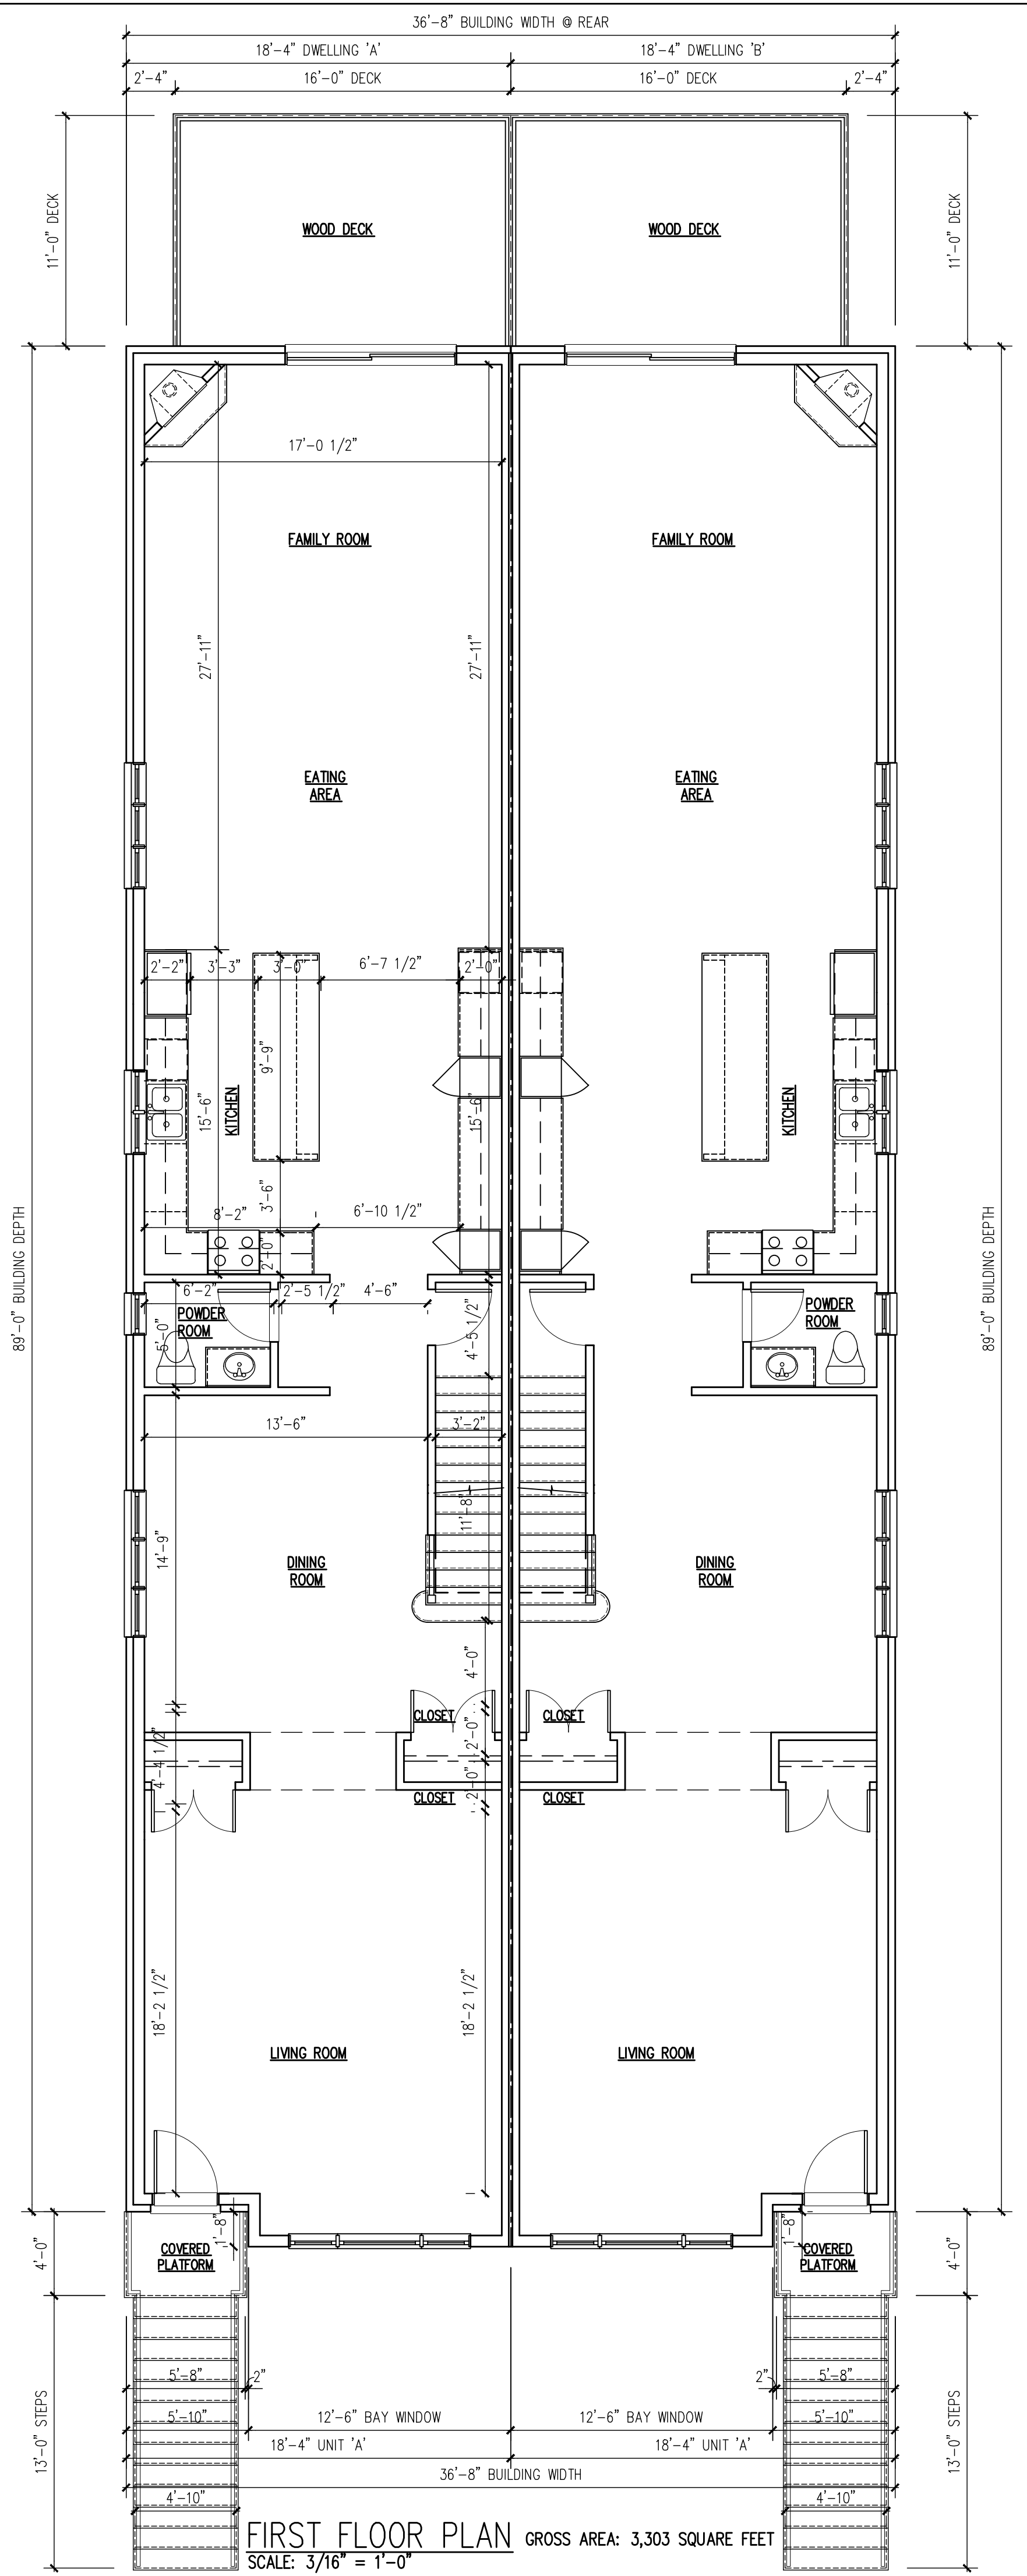 36'-8" BUILDING WIDTH @ REAR
18'-4" DWELLING 'A'
18'-4" DWELLING 'B'
2'-4"
16'-0" DECK
16'-0" DECK
2'-4"
11'-0" DECK
11'-0" DECK
WOOD DECK
WOOD DECK
17'-0 1/2"
FAMILY ROOM
FAMILY ROOM
27'-11"
27'-11"
EATING
AREA
EATING
AREA
2'-2"
3'-3"
3'-0"
6'-7 1/2"
2'-0"
9'-9"
15'-6"
KITCHEN
15'-6"
KITCHEN
3'-6"
8'-2"
6'-10 1/2"
2'-0"
89'-0" BUILDING DEPTH
89'-0" BUILDING DEPTH
6'-2"
2'-5 1/2"
4'-6"
POWDER
ROOM
5'-0"
4'-5 1/2"
POWDER
ROOM
13'-6"
3'-2"
11'-8"
14'-9"
DINING
ROOM
DINING
ROOM
4'-0"
CLOSET
CLOSET
2'-0"
4'-4 1/2"
2'-0"
CLOSET
CLOSET
18'-2 1/2"
18'-2 1/2"
LIVING ROOM
LIVING ROOM
4'-0"
COVERED
PLATFORM
1'-8"
1'-8"
COVERED
PLATFORM
4'-0"
5'-8"
2"
2"
5'-8"
5'-10"
12'-6" BAY WINDOW
12'-6" BAY WINDOW
5'-10"
13'-0" STEPS
13'-0" STEPS
18'-4" UNIT 'A'
18'-4" UNIT 'A'
36'-8" BUILDING WIDTH
4'-10"
4'-10"
FIRST FLOOR PLAN GROSS AREA: 3,303 SQUARE FEET
SCALE: 3/16" = 1'-0"